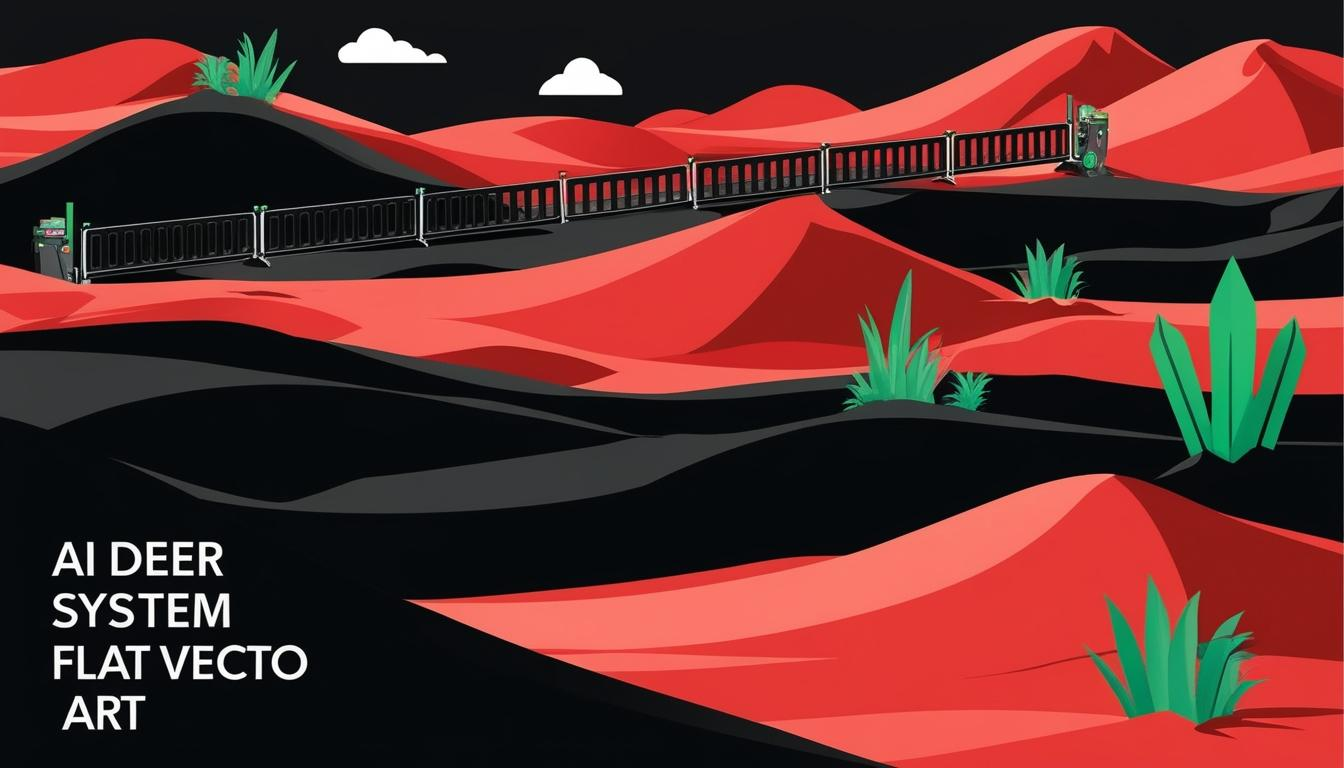 AI DEER
SYSTEM
FLAT VECTO
ART